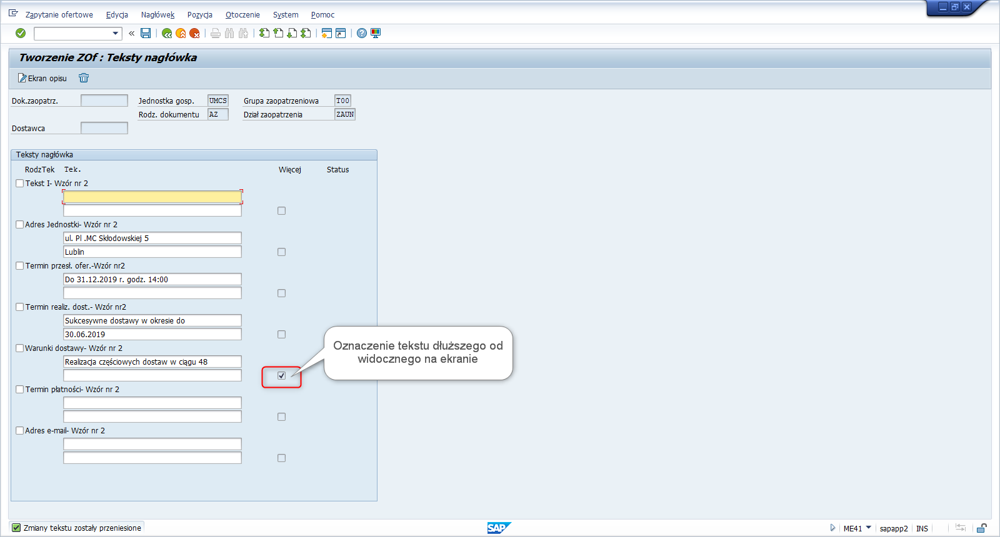 Zapytanie ofertowe Edycja Nagłówek Pozycja Otoczenie System Pomoc
Tworzenie ZOf : Teksty nagłówka
Ekran opisu
Dok.zaopatrz. Jednostka gosp. UMCS Grupa zaopatrzeniowa T00
Rodz. dokumentu AZ Dział zaopatrzenia ZAUN
Dostawca
Teksty nagłówka
RodzTek Tek. Więcej Status
Tekst I- Wzór nr 2
Adres Jednostki- Wzór nr 2
ul. Pl .MC Skłodowskiej 5
Lublin
Termin przesł. ofer.-Wzór nr2
Do 31.12.2019 r. godz. 14:00
Termin realiz. dost.- Wzór nr2
Sukcesywne dostawy w okresie do
30.06.2019
Oznaczenie tekstu dłuższego od
widocznego na ekranie
Warunki dostawy- Wzór nr 2
Realizacja częściowych dostaw w ciągu 48
Termin płatności- Wzór nr 2
Adres e-mail- Wzór nr 2
Zmiany tekstu zostały przeniesione SAP ME41 sapapp2 INS